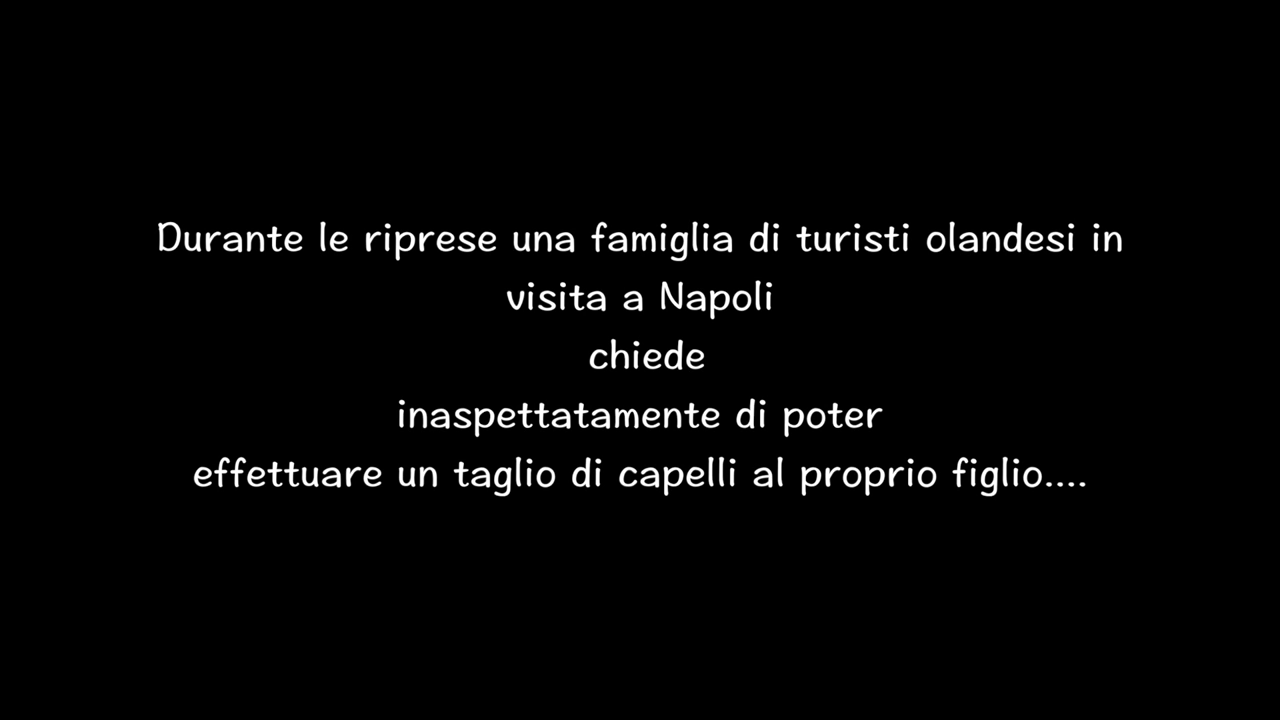 Durante le riprese una famiglia di turisti olandesi in
visita a Napoli
chiede
inaspettatamente di poter
effettuare un taglio di capelli al proprio figlio....